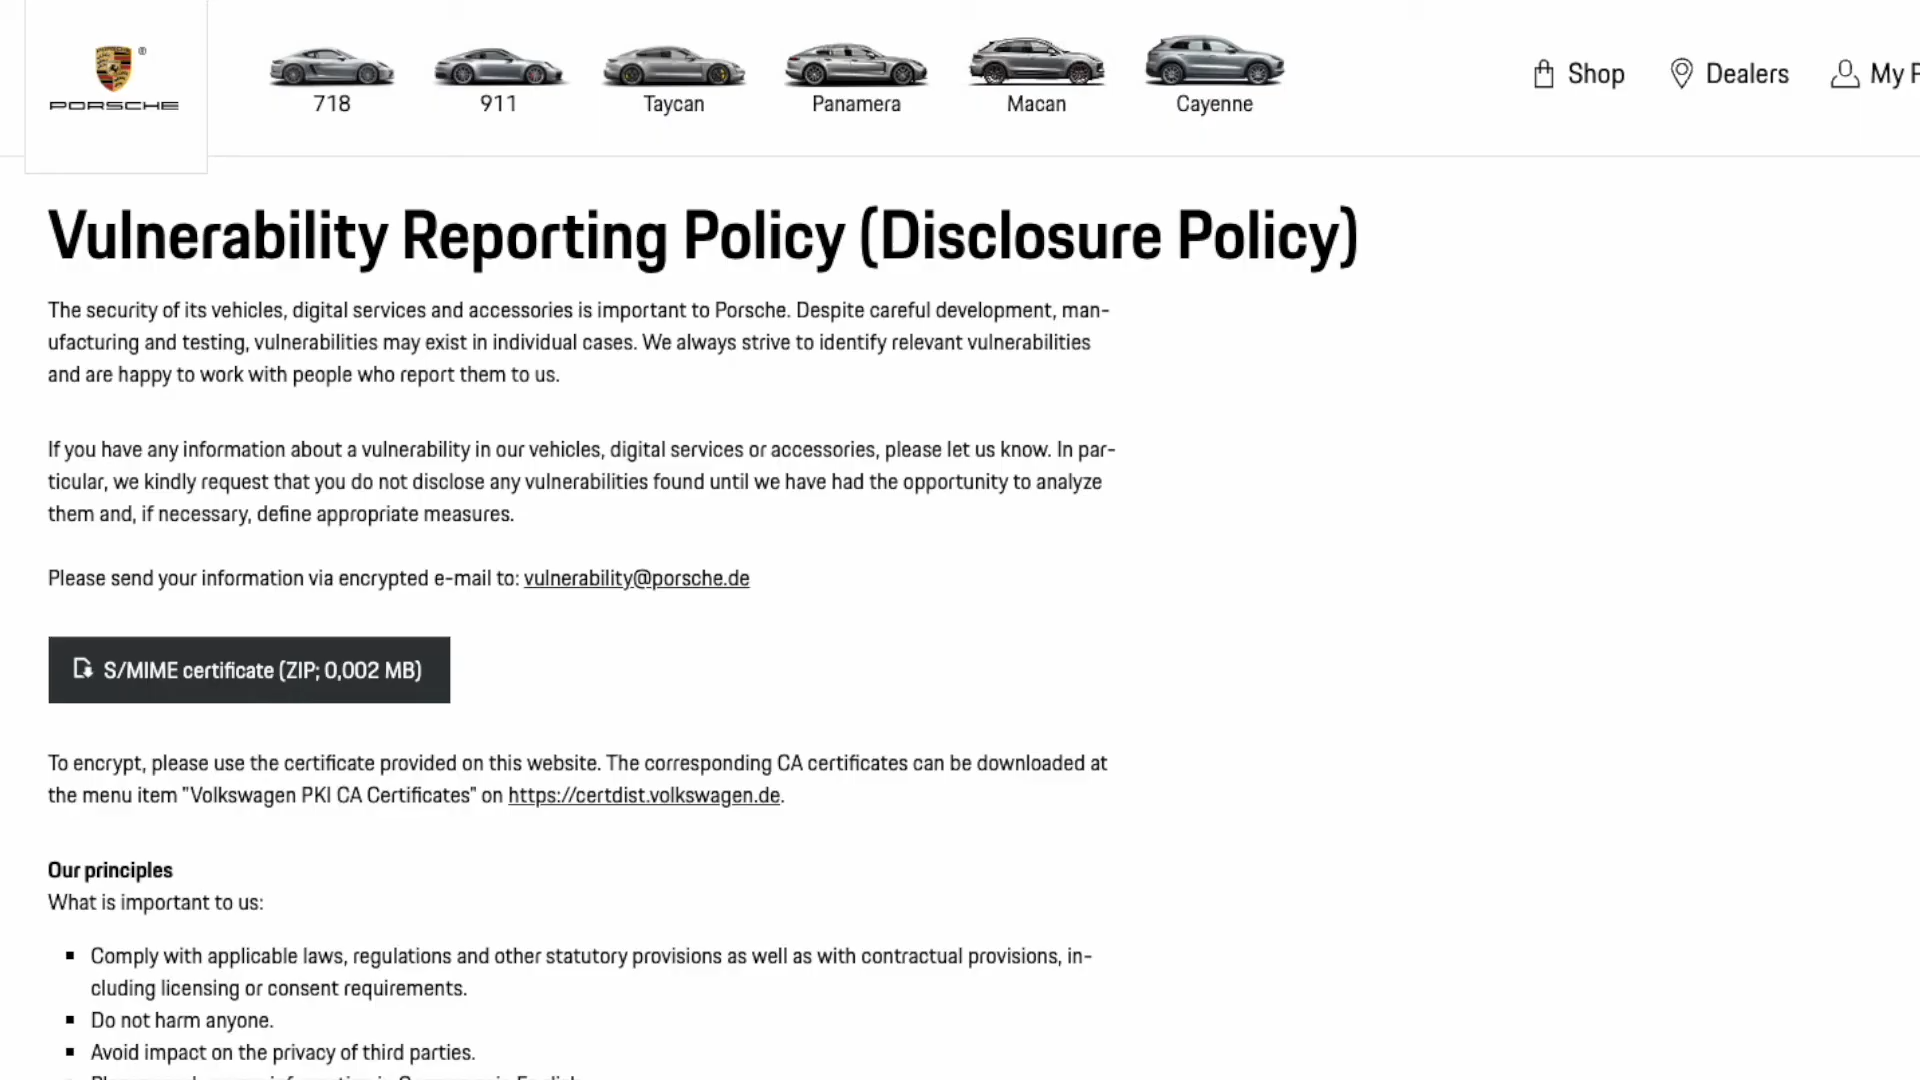 PORSCHE
718
911
Taycan
Panamera
Macan
Cayenne
Shop
Dealers
My P
Vulnerability Reporting Policy (Disclosure Policy)
The security of its vehicles, digital services and accessories is important to Porsche. Despite careful development, man-
ufacturing and testing, vulnerabilities may exist in individual cases. We always strive to identify relevant vulnerabilities
and are happy to work with people who report them to us.
If you have any information about a vulnerability in our vehicles, digital services or accessories, please let us know. In par-
ticular, we kindly request that you do not disclose any vulnerabilities found until we have had the opportunity to analyze
them and, if necessary, define appropriate measures.
Please send your information via encrypted e-mail to: vulnerability@porsche.de
S/MIME certificate (ZIP; 0,002 MB)
To encrypt, please use the certificate provided on this website. The corresponding CA certificates can be downloaded at
the menu item "Volkswagen PKI CA Certificates" on https://certdist.volkswagen.de.
Our principles
What is important to us:
Comply with applicable laws, regulations and other statutory provisions as well as with contractual provisions, in-
cluding licensing or consent requirements.
Do not harm anyone.
Avoid impact on the privacy of third parties.